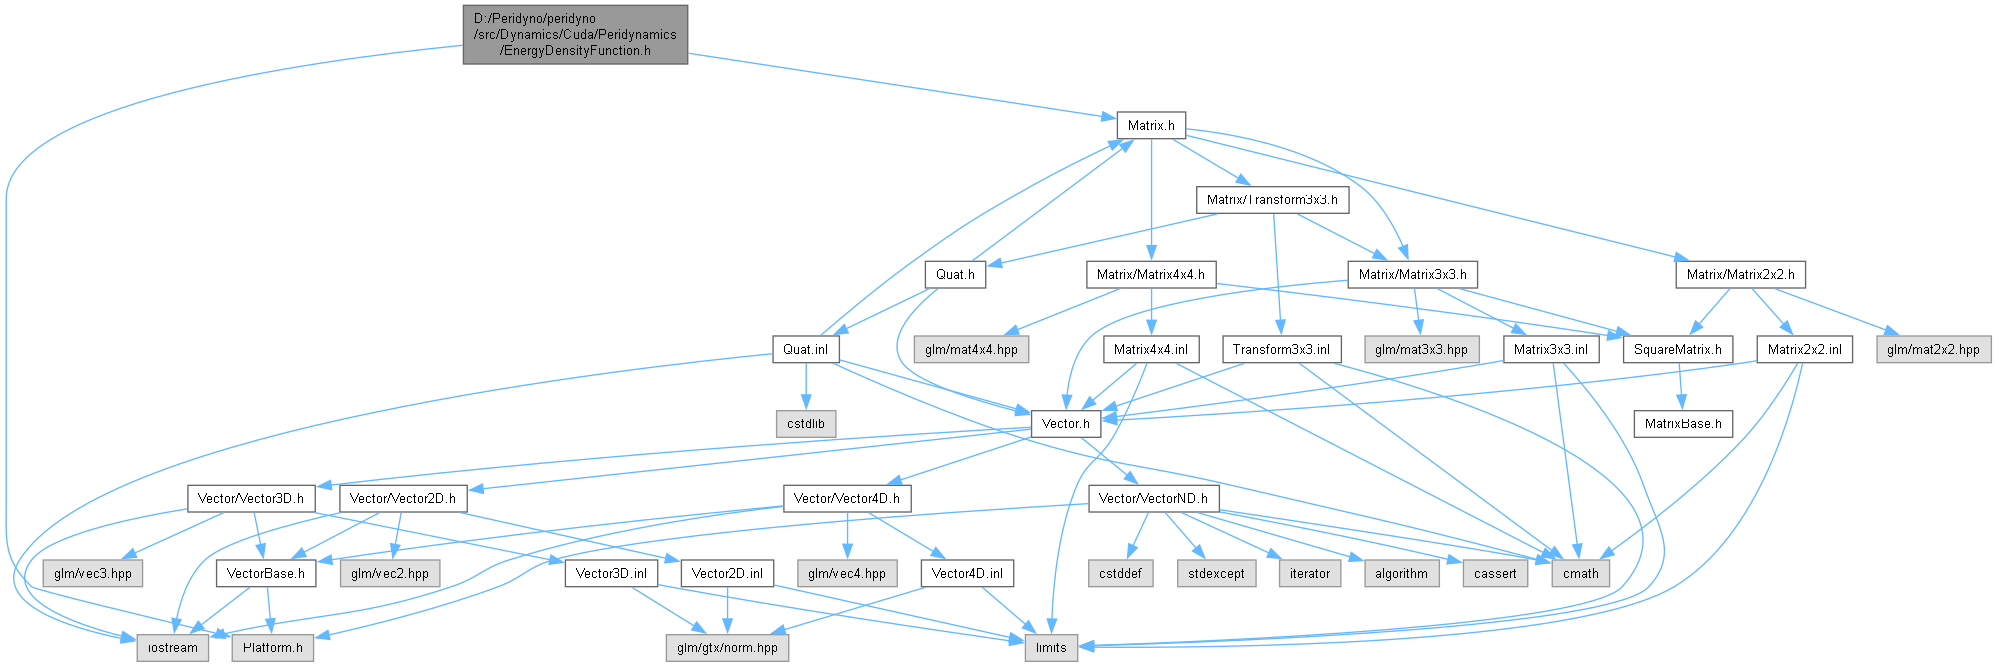 D:/Peridyno/peridyno
/src/Dynamics/Cuda/Peridynamics
/EnergyDensityFunction.h
Matrix.h
Matrix/Transform3x3.h
Quat.h
Matrix/Matrix4x4.h
Matrix/Matrix3x3.h
Matrix/Matrix2x2.h
Quat.inl
glm/mat4x4.hpp
Matrix4x4.inl
Transform3x3.inl
glm/mat3x3.hpp
Matrix3x3.inl
SquareMatrix.h
Matrix2x2.inl
glm/mat2x2.hpp
cstdlib
Vector.h
MatrixBase.h
Vector/Vector3D.h
Vector/Vector2D.h
Vector/Vector4D.h
Vector/VectorND.h
glm/vec3.hpp
VectorBase.h
glm/vec2.hpp
Vector3D.inl
Vector2D.inl
glm/vec4.hpp
Vector4D.inl
cstddef
stdexcept
iterator
algorithm
cassert
cmath
iostream
Platform.h
glm/gtx/norm.hpp
limits